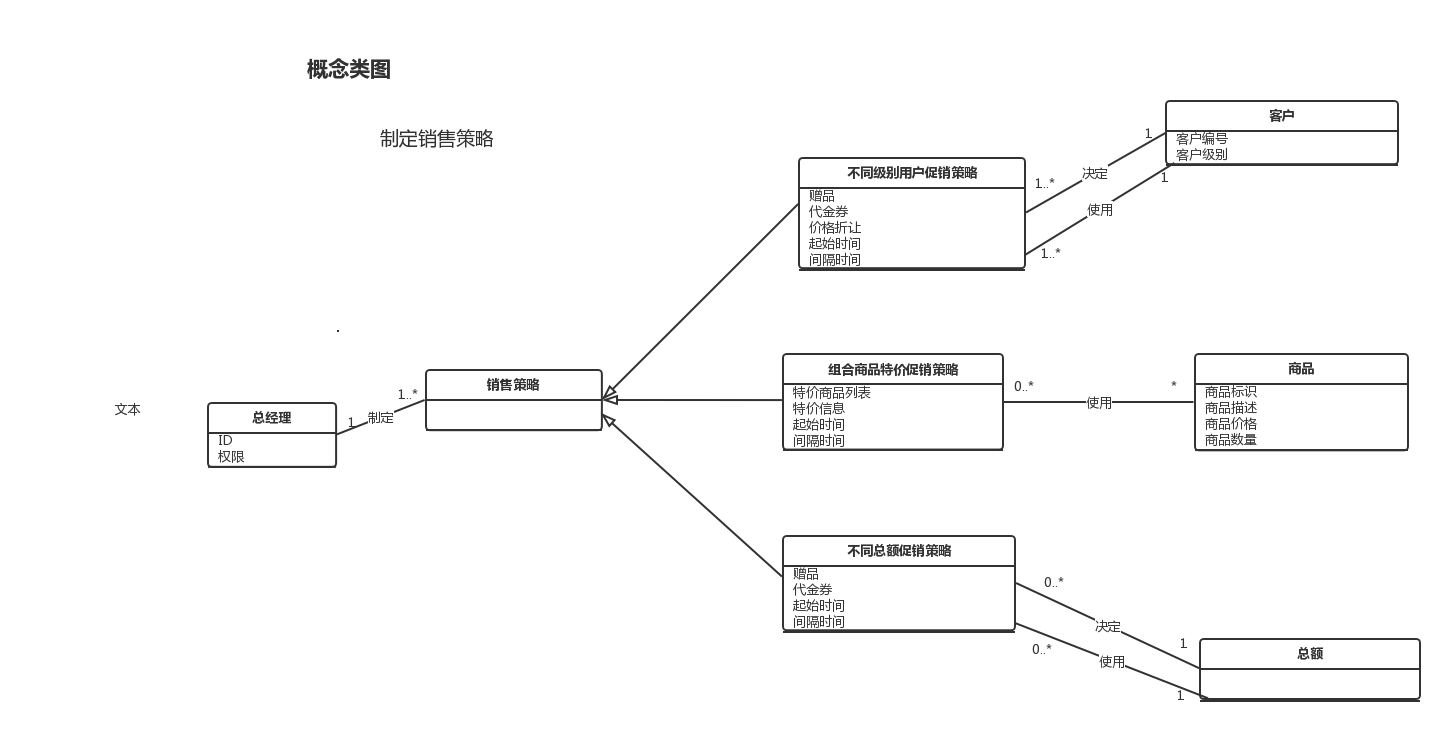 概念类图
制定销售策略
客户
客户编号
客户级别
1
1
决定
使用
1..*
1..*
不同级别用户促销策略
赠品
代金券
价格折让
起始时间
间隔时间
文本
总经理
ID
权限
1
制定
1..*
销售策略
组合商品特价促销策略
特价商品列表
特价信息
起始时间
间隔时间
0..*
使用
*
商品
商品标识
商品描述
商品价格
商品数量
不同总额促销策略
赠品
代金券
起始时间
间隔时间
0..*
决定
1
0..*
使用
1
总额